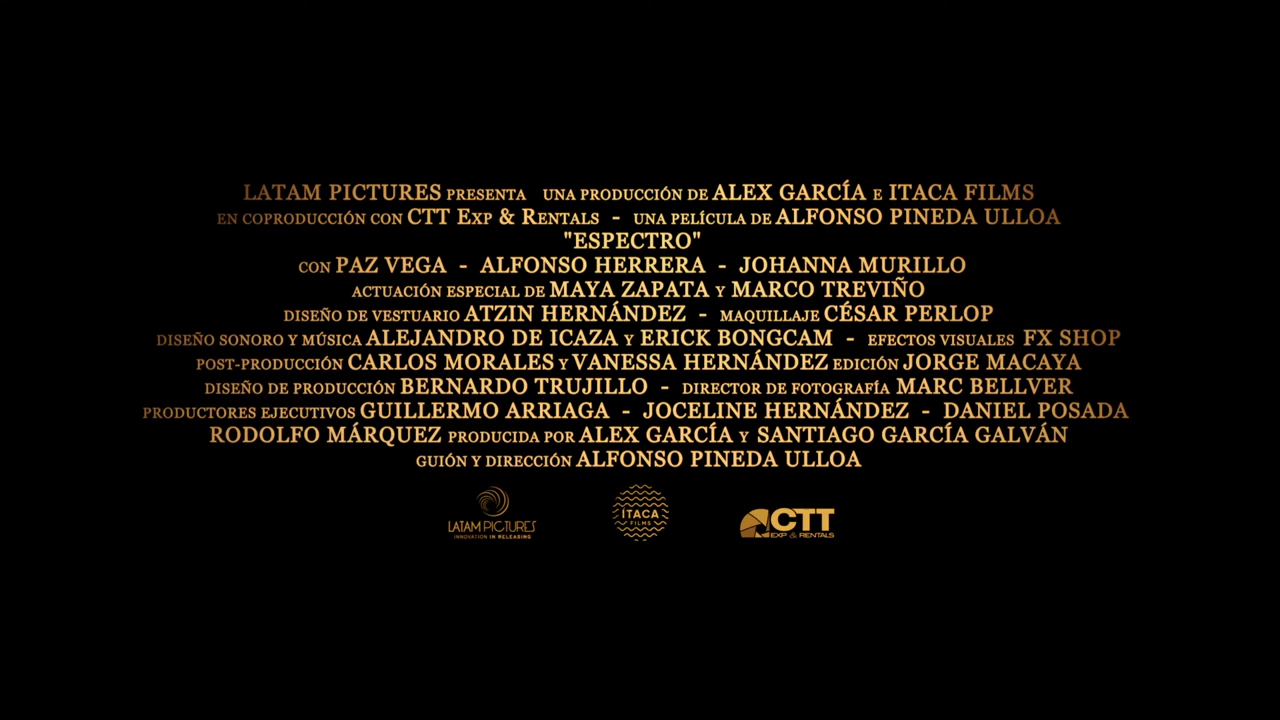 LATAM PICTURES PRESENTA UNA PRODUCCIÓN DE ALEX GARCÍA E ITACA FILMS
EN COPRODUCCIÓN CON CTT EXP & RENTALS - UNA PELÍCULA DE ALFONSO PINEDA ULLOA
"ESPECTRO"
CON PAZ VEGA - ALFONSO HERRERA - JOHANNA MURILLO
ACTUACIÓN ESPECIAL DE MAYA ZAPATA Y MARCO TREVIÑO
DISEÑO DE VESTUARIO ATZIN HERNÁNDEZ - MAQUILLAJE CÉSAR PERLOP
DISEÑO SONORO Y MÚSICA ALEJANDRO DE ICAZA Y ERICK BONGCAM - EFECTOS VISUALES FX SHOP
POST-PRODUCCIÓN CARLOS MORALES Y VANESSA HERNÁNDEZ EDICIÓN JORGE MACAYA
DISEÑO DE PRODUCCIÓN BERNARDO TRUJILLO - DIRECTOR DE FOTOGRAFÍA MARC BELLVER
PRODUCTORES EJECUTIVOS GUILLERMO ARRIAGA - JOCELINE HERNÁNDEZ - DANIEL POSADA
RODOLFO MÁRQUEZ PRODUCIDA POR ALEX GARCÍA Y SANTIAGO GARCÍA GALVÁN
GUIÓN Y DIRECCIÓN ALFONSO PINEDA ULLOA
LATAM PICTURES
INNOVATION IN RELEASING
ÍTACA
FILMS
CTT
EXP & RENTALS